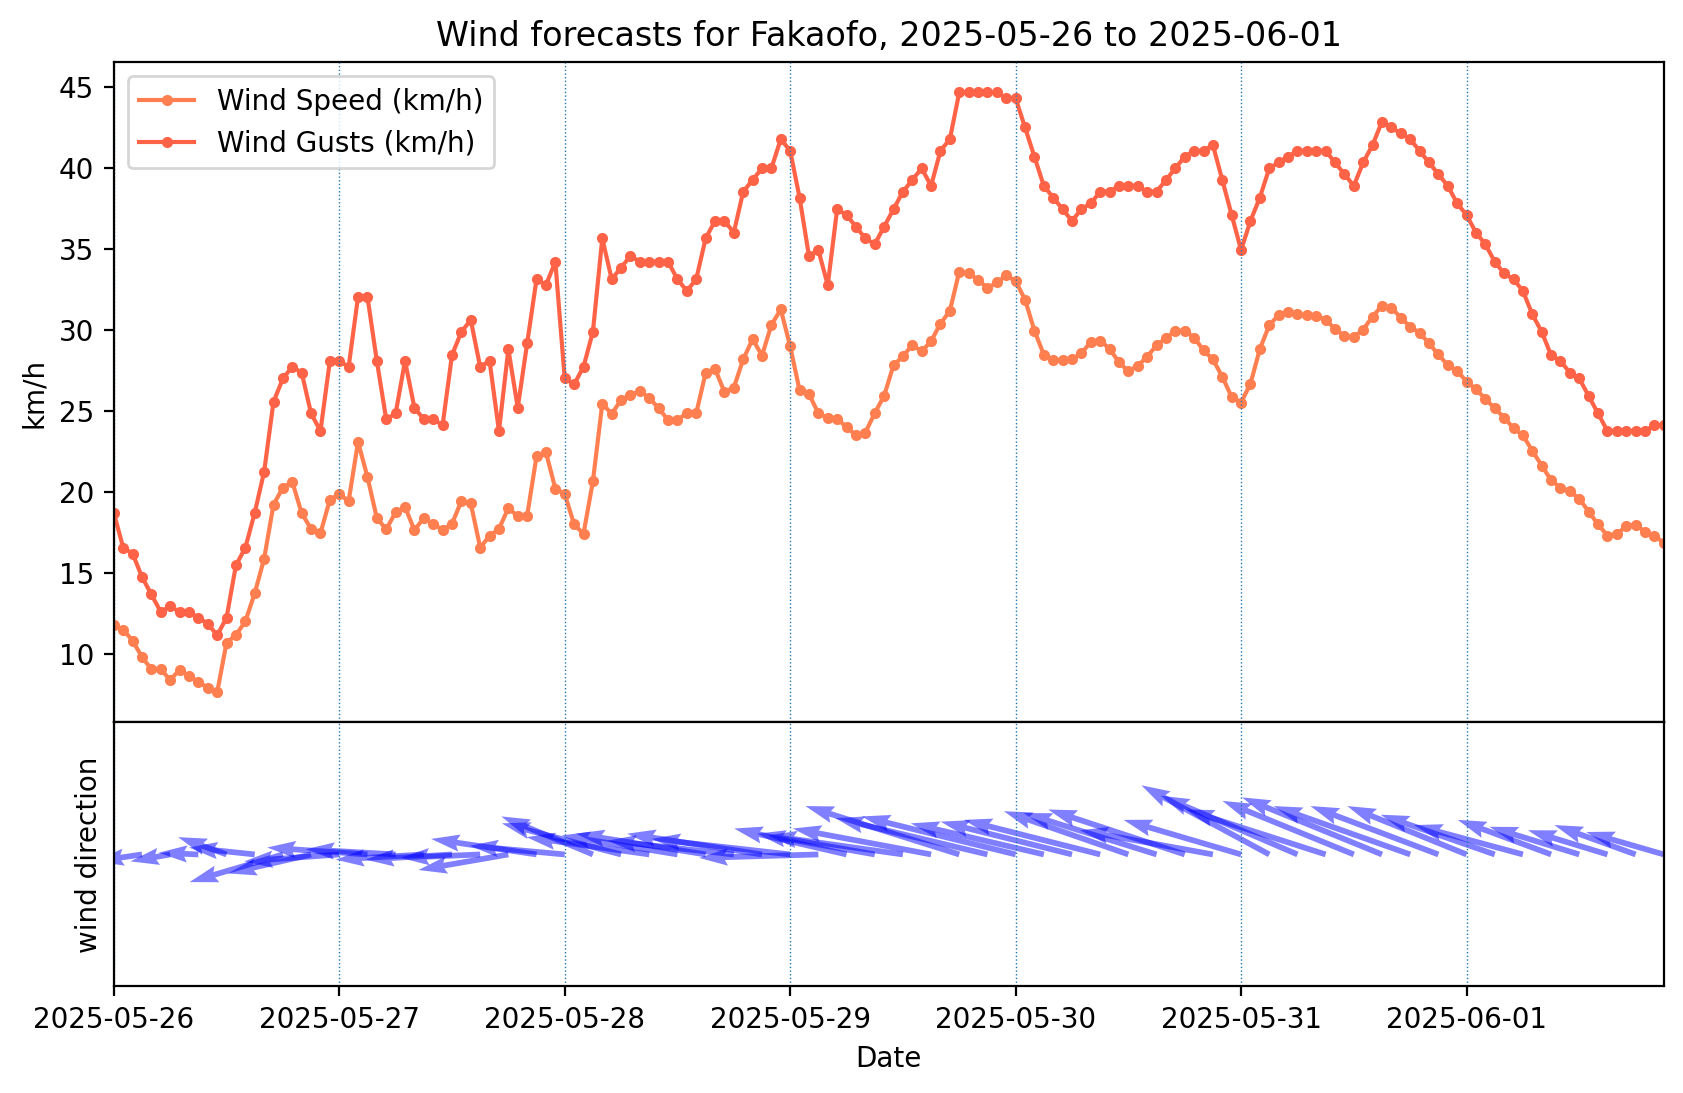 Wind forecasts for Fakaofo, 2025-05-26 to 2025-06-01
Wind Speed (km/h)
Wind Gusts (km/h)
45
40
35
30
25
20
15
10
km/h
wind direction
2025-05-26
2025-05-27
2025-05-28
2025-05-29
2025-05-30
2025-05-31
2025-06-01
Date